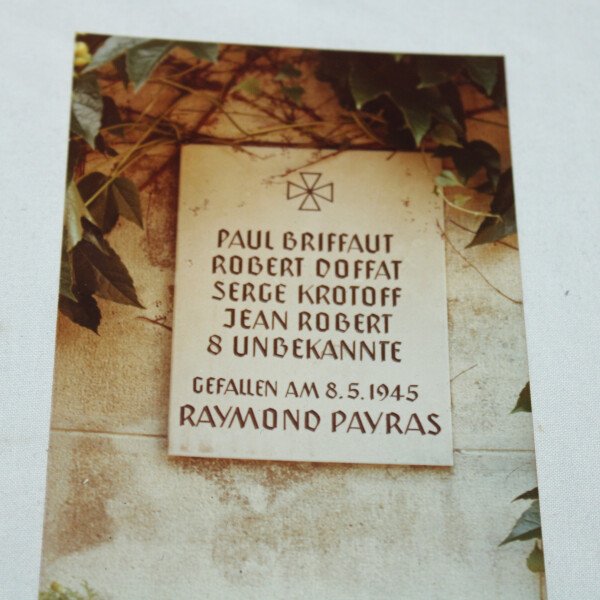 PAUL BRIFFAUT
ROBERT DOFFAT
SERGE KROTOFF
JEAN ROBERT
8 UNBEKANNTE
GEFALLEN AM 8.5.1945
RAYMOND PAYRAS